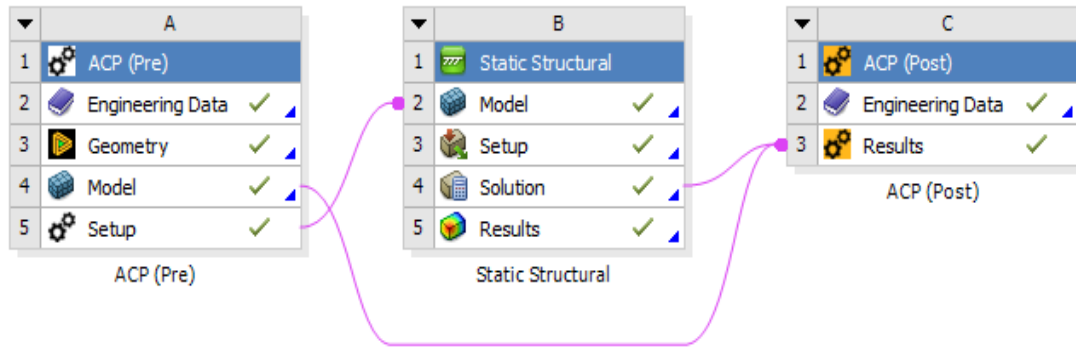 A
1 ACP (Pre)
2 Engineering Data
3 Geometry
4 Model
5 Setup
ACP (Pre)
B
1 Static Structural
2 Model
3 Setup
4 Solution
5 Results
Static Structural
C
1 ACP (Post)
2 Engineering Data
3 Results
ACP (Post)